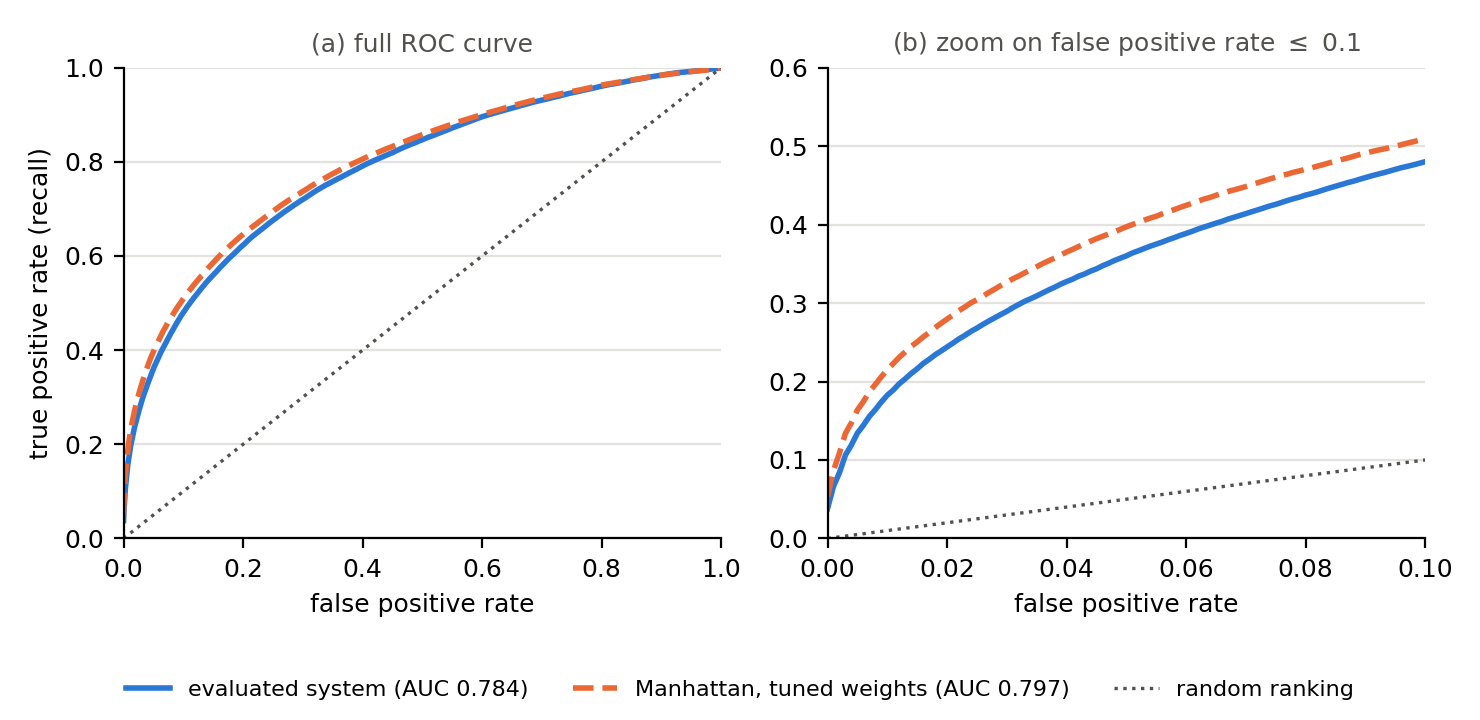 (a) full ROC curve
1.0
0.8
0.6
0.4
0.2
0.0
true positive rate (recall)
0.0 0.2 0.4 0.6 0.8 1.0
false positive rate
(b) zoom on false positive rate ≤ 0.1
0.6
0.5
0.4
0.3
0.2
0.1
0.0
0.00 0.02 0.04 0.06 0.08 0.10
false positive rate
evaluated system (AUC 0.784) Manhattan, tuned weights (AUC 0.797) random ranking